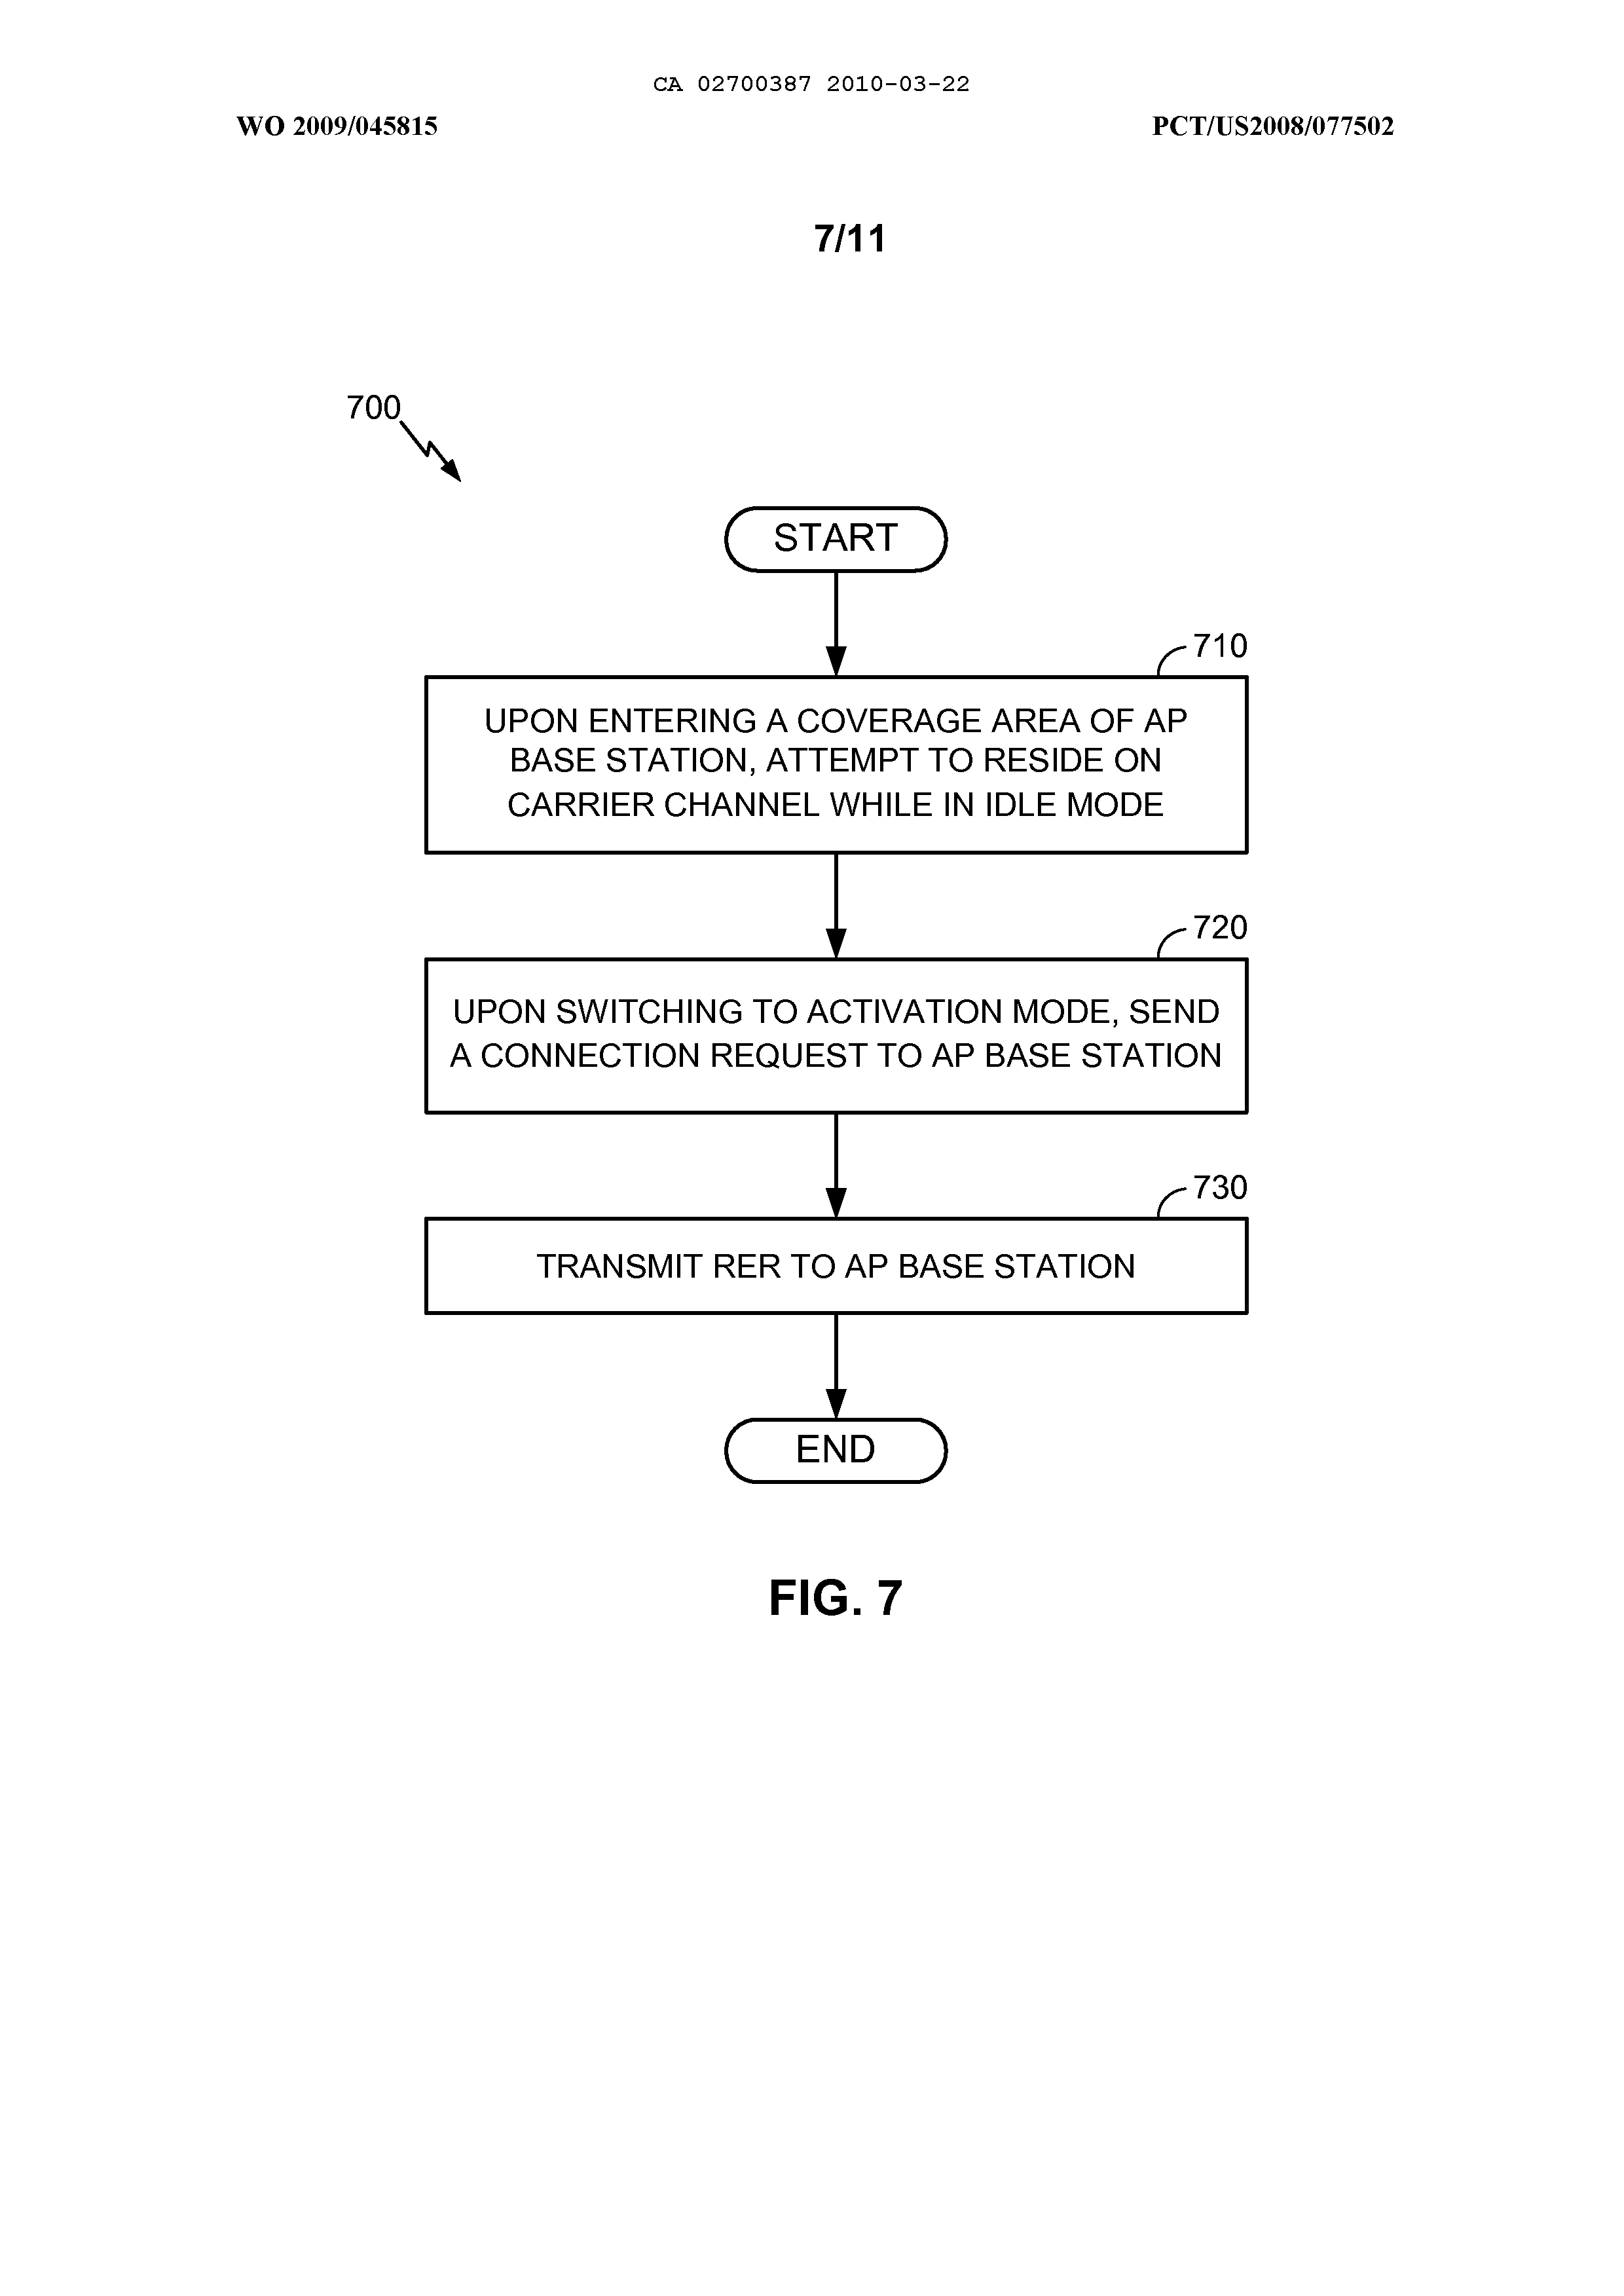 CA 02700387 2010-03-22
WO 2009/045815
PCT/US2008/077502
7/11
700
START
710
UPON ENTERING A COVERAGE AREA OF AP
BASE STATION, ATTEMPT TO RESIDE ON
CARRIER CHANNEL WHILE IN IDLE MODE
720
UPON SWITCHING TO ACTIVATION MODE, SEND
A CONNECTION REQUEST TO AP BASE STATION
730
TRANSMIT RER TO AP BASE STATION
END
FIG. 7